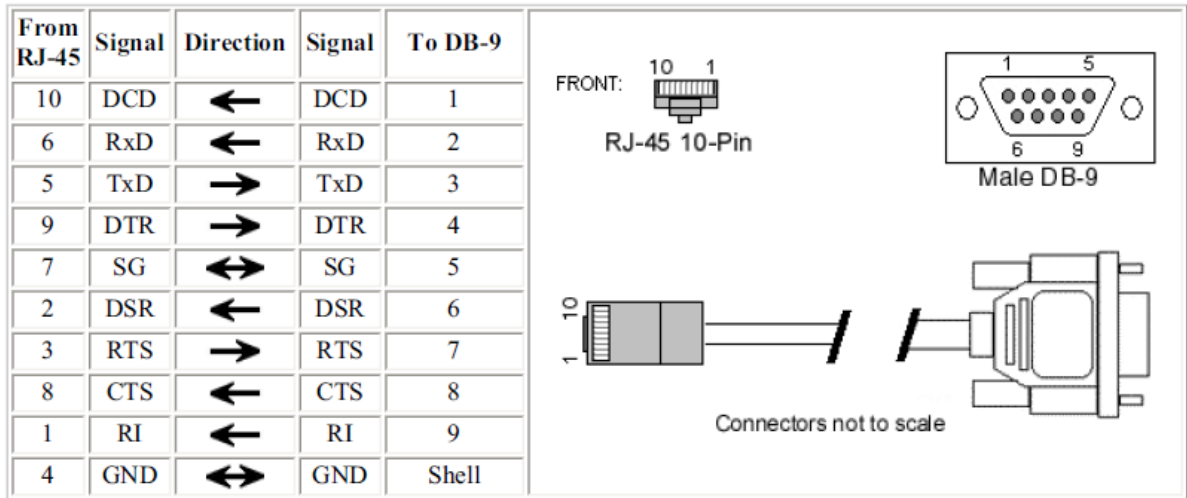 From RJ-45 Signal Direction Signal To DB-9
10 DCD ← DCD 1
6 RxD ← RxD 2
5 TxD → TxD 3
9 DTR → DTR 4
7 SG ↔ SG 5
2 DSR ← DSR 6
3 RTS → RTS 7
8 CTS ← CTS 8
1 RI ← RI 9
4 GND ↔ GND Shell
FRONT:
10 1
RJ-45 10-Pin
1 5
6 9
Male DB-9
10
1
Connectors not to scale